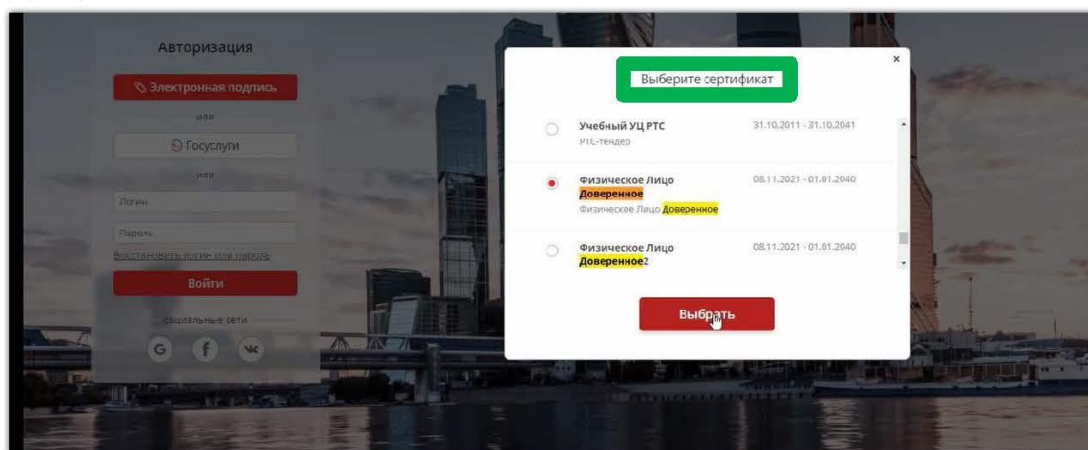 Авторизация
Электронная подпись
или
Госуслуги
или
Логин
Пароль
Восстановить логин или пароль
Войти
социальные сети
G f
Выберите сертификат
×
Учебный УЦ РТС 31.10.2011 - 31.10.2041
РТС-тендер
Физическое Лицо 08.11.2021 - 01.01.2040
Доверенное
Физическое Лицо Доверенное
Физическое Лицо 08.11.2021 - 01.01.2040
Доверенное2
Выбрать